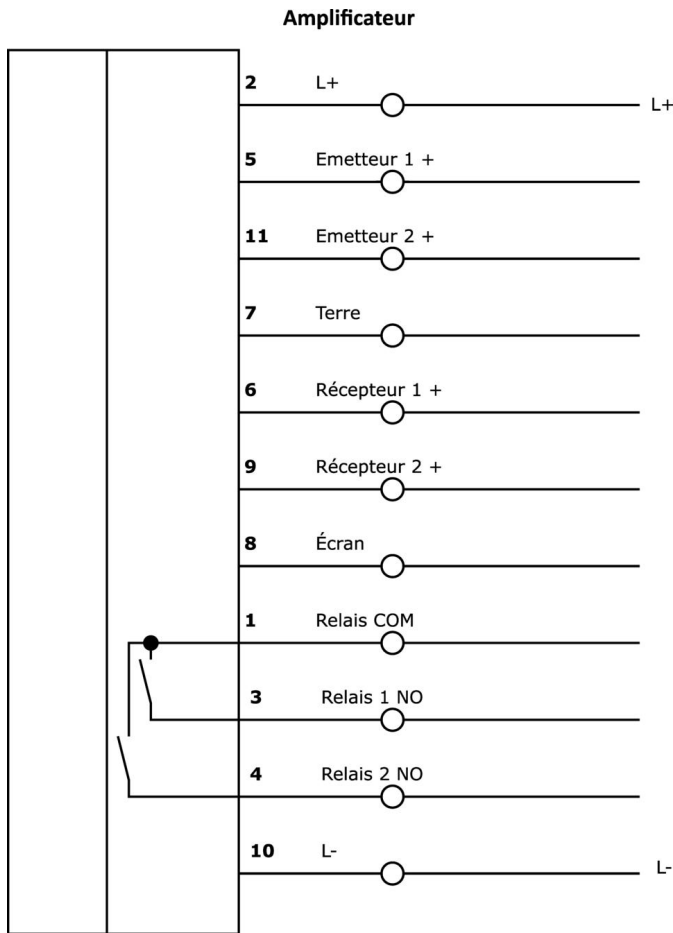 Amplificateur
2 L+
L+
5 Emetteur 1 +
11 Emetteur 2 +
7 Terre
6 Récepteur 1 +
9 Récepteur 2 +
8 Écran
1 Relais COM
3 Relais 1 NO
4 Relais 2 NO
10 L-
L-